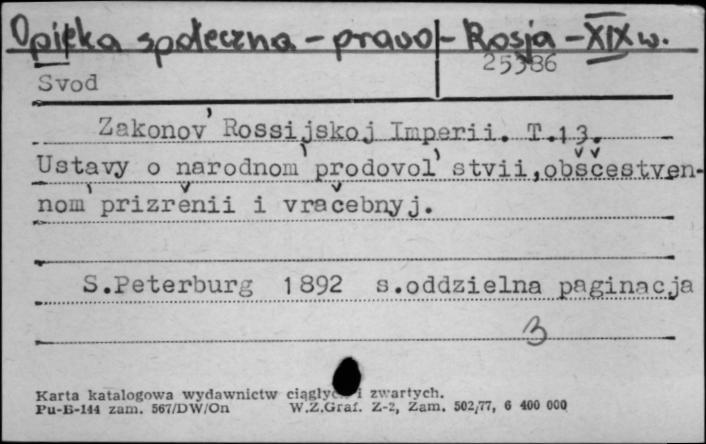 Opieka społeczna - prawo - Rosja - XIX w.
25386
Svod
Zakonov' Rossijskoj Imperii. T.13.
Ustavy o narodnom' prodovol'stvii, obščestven-
nom' prizrěnii i vračebnyj.
S.Peterburg 1892 s.oddzielna paginacja
3
Karta katalogowa wydawnictw ciągłych i zwartych.
Pu-B-144 zam. 567/DW/On W.Z.Graf. Z-2, Zam. 502/77, 6 400 000